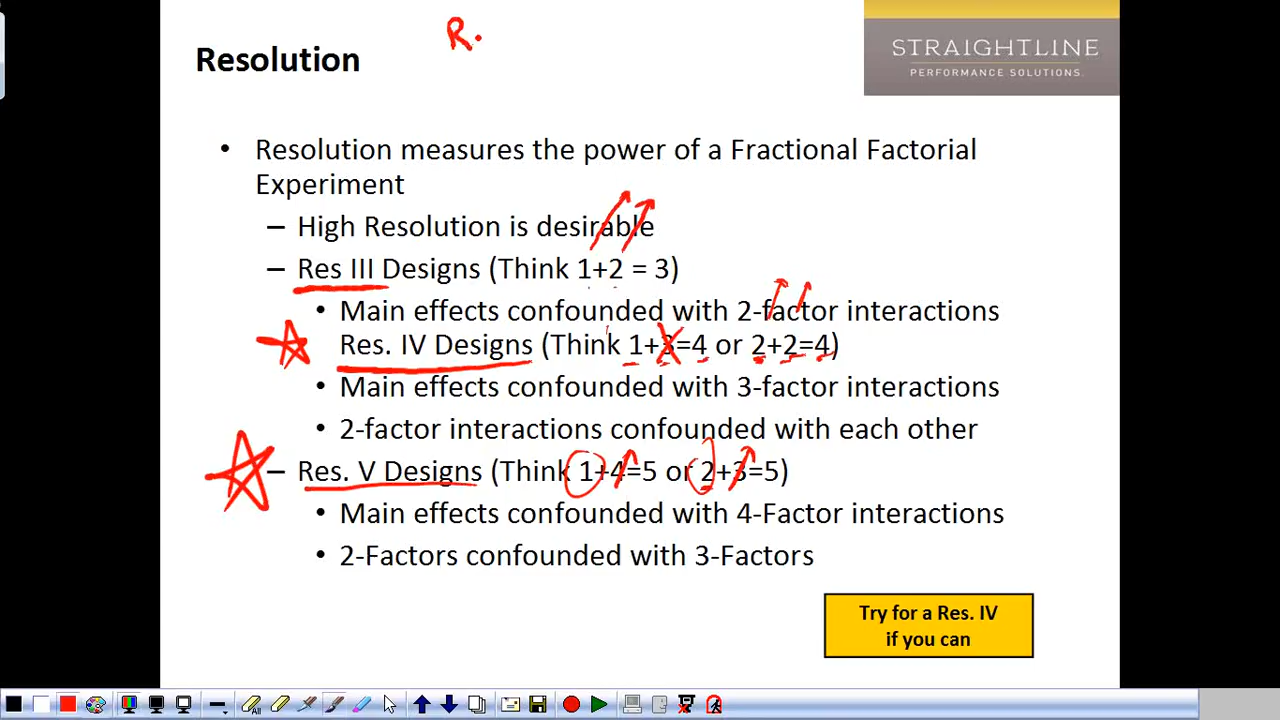 R.
Resolution
STRAIGHTLINE
PERFORMANCE SOLUTIONS.
• Resolution measures the power of a Fractional Factorial
Experiment
– High Resolution is desirable
– Res III Designs (Think 1+2 = 3)
• Main effects confounded with 2-factor interactions
Res. IV Designs (Think 1+3=4 or 2+2=4)
• Main effects confounded with 3-factor interactions
• 2-factor interactions confounded with each other
– Res. V Designs (Think 1+4=5 or 2+3=5)
• Main effects confounded with 4-Factor interactions
• 2-Factors confounded with 3-Factors
Try for a Res. IV
if you can
All